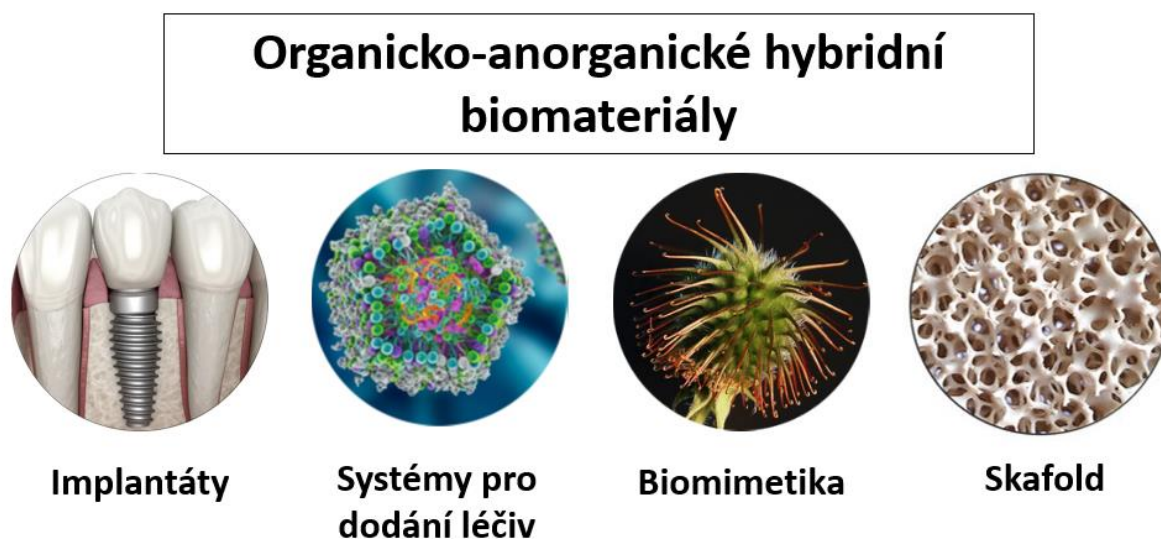 Organicko-anorganické hybridní
biomateriály
Implantáty
Systémy pro
dodání léčiv
Biomimetika
Skafold